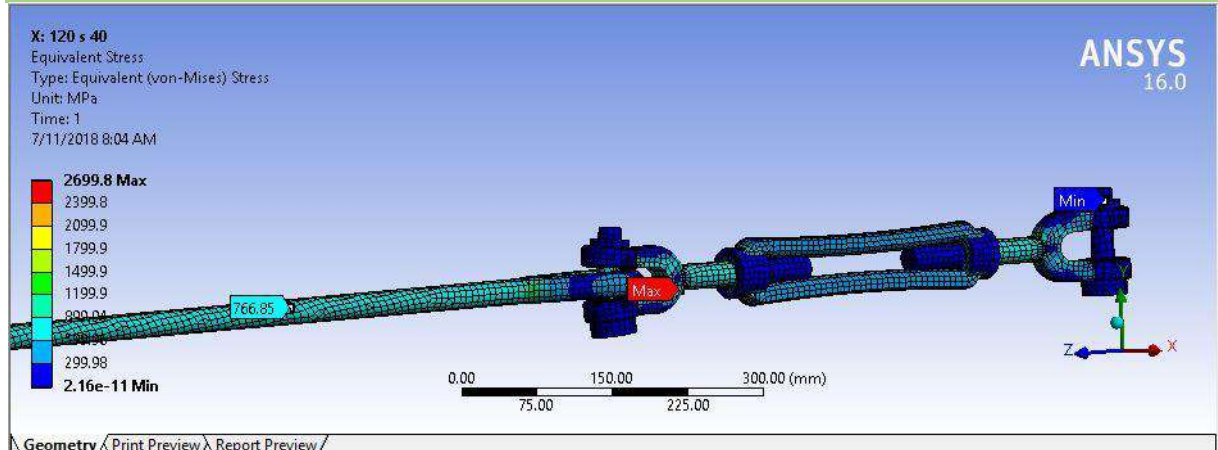 X: 120 s 40
Equivalent Stress
Type: Equivalent (von-Mises) Stress
Unit: MPa
Time: 1
7/11/2018 8:04 AM
ANSYS
16.0
2699.8 Max
2399.8
2099.9
1799.9
1499.9
1199.9
299.98
2.16e-11 Min
766.85
Max
Min
Y
Z
X
0.00 150.00 300.00 (mm)
75.00 225.00
Geometry Print Preview Report Preview